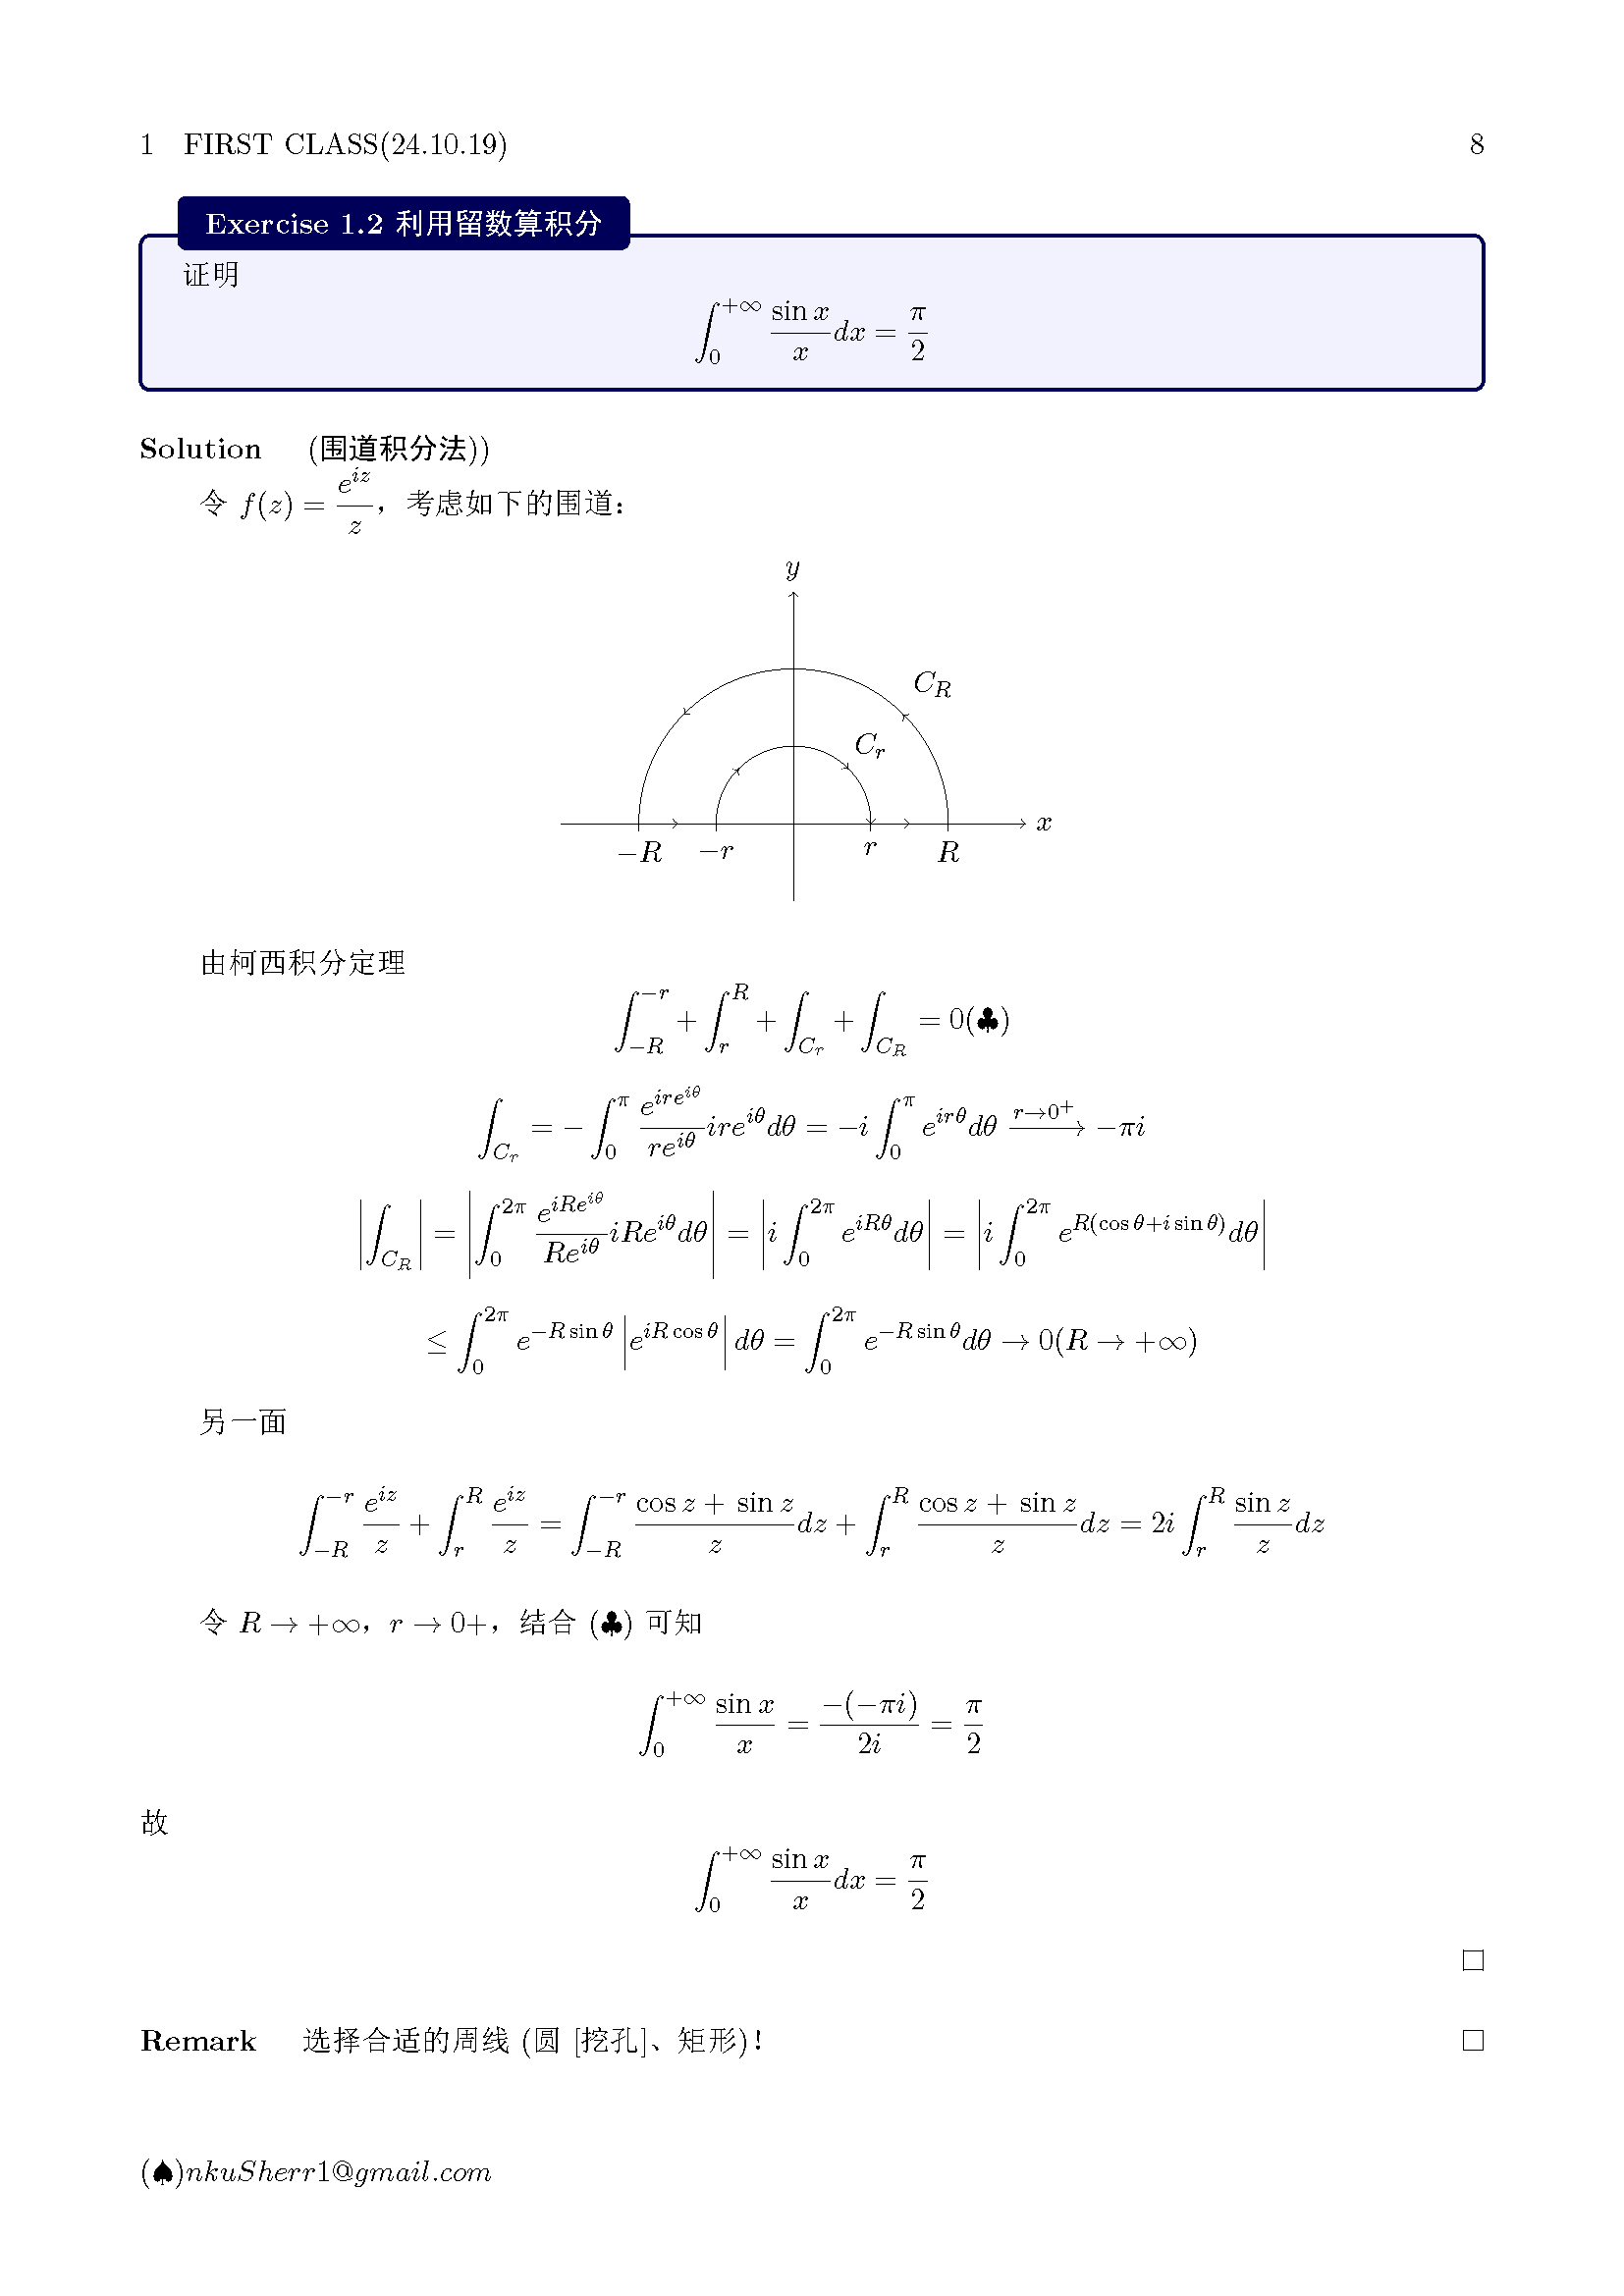 1 FIRST CLASS(24.10.19) 8
Exercise 1.2 利用留数算积分
证明
\int_0^{+\infty} \frac{\sin x}{x} dx = \frac{\pi}{2}
Solution (围道积分法))
令 f(z) = \frac{e^{iz}}{z}，考虑如下的围道：
y
C_R
C_r
x
−R −r r R
由柯西积分定理
\int_{-R}^{-r} + \int_r^R + \int_{C_r} + \int_{C_R} = 0(♣)
\int_{C_r} = -\int_0^{\pi} \frac{e^{ire^{i\theta}}}{re^{i\theta}} ire^{i\theta} d\theta = -i \int_0^{\pi} e^{ir\theta} d\theta \xrightarrow{r \to 0^+} -\pi i
\left| \int_{C_R} \right| = \left| \int_0^{2\pi} \frac{e^{iRe^{i\theta}}}{Re^{i\theta}} iRe^{i\theta} d\theta \right| = \left| i \int_0^{2\pi} e^{iR\theta} d\theta \right| = \left| i \int_0^{2\pi} e^{R(\cos\theta + i\sin\theta)} d\theta \right|
\leq \int_0^{2\pi} e^{-R\sin\theta} \left| e^{iR\cos\theta} \right| d\theta = \int_0^{2\pi} e^{-R\sin\theta} d\theta \to 0(R \to +\infty)
另一面
\int_{-R}^{-r} \frac{e^{iz}}{z} + \int_r^R \frac{e^{iz}}{z} = \int_{-R}^{-r} \frac{\cos z + \sin z}{z} dz + \int_r^R \frac{\cos z + \sin z}{z} dz = 2i \int_r^R \frac{\sin z}{z} dz
令 R → +∞，r → 0+，结合 (♣) 可知
\int_0^{+\infty} \frac{\sin x}{x} = \frac{-(-\pi i)}{2i} = \frac{\pi}{2}
故
\int_0^{+\infty} \frac{\sin x}{x} dx = \frac{\pi}{2}
□
Remark 选择合适的周线 (圆 [挖孔]、矩形)！ □
(♠)nkuSherr1@gmail.com